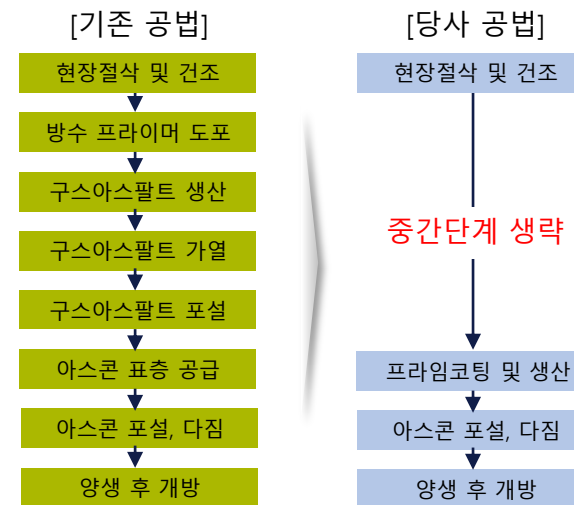 [기존 공법]
현장절삭 및 건조
방수 프라이머 도포
구스아스팔트 생산
구스아스팔트 가열
구스아스팔트 포설
아스콘 표층 공급
아스콘 포설, 다짐
양생 후 개방
[당사 공법]
현장절삭 및 건조
중간단계 생략
프라임코팅 및 생산
아스콘 포설, 다짐
양생 후 개방